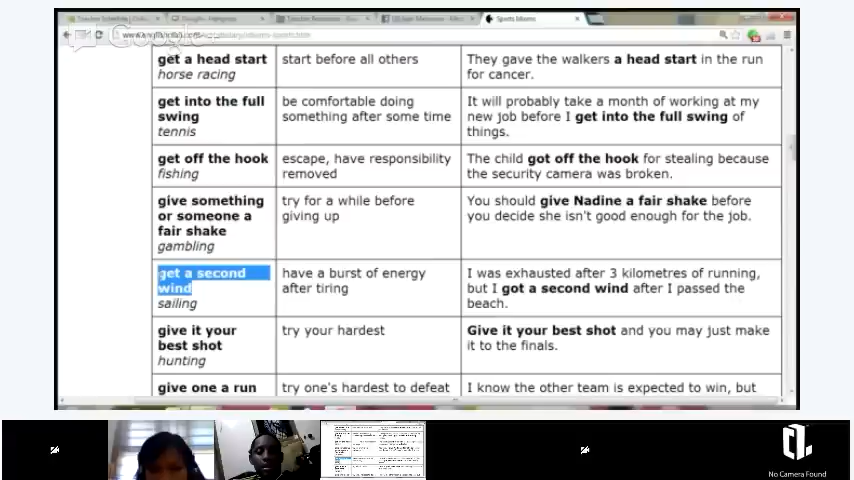 Sports Idioms
get a head start
horse racing
start before all others
They gave the walkers a head start in the run
for cancer.
get into the full
swing
tennis
be comfortable doing
something after some time
It will probably take a month of working at my
new job before I get into the full swing of
things.
get off the hook
fishing
escape, have responsibility
removed
The child got off the hook for stealing because
the security camera was broken.
give something
or someone a
fair shake
gambling
try for a while before
giving up
You should give Nadine a fair shake before
you decide she isn't good enough for the job.
get a second
wind
sailing
have a burst of energy
after tiring
I was exhausted after 3 kilometres of running,
but I got a second wind after I passed the
beach.
give it your
best shot
hunting
try your hardest
Give it your best shot and you may just make
it to the finals.
give one a run
try one's hardest to defeat
I know the other team is expected to win, but
No Camera Found